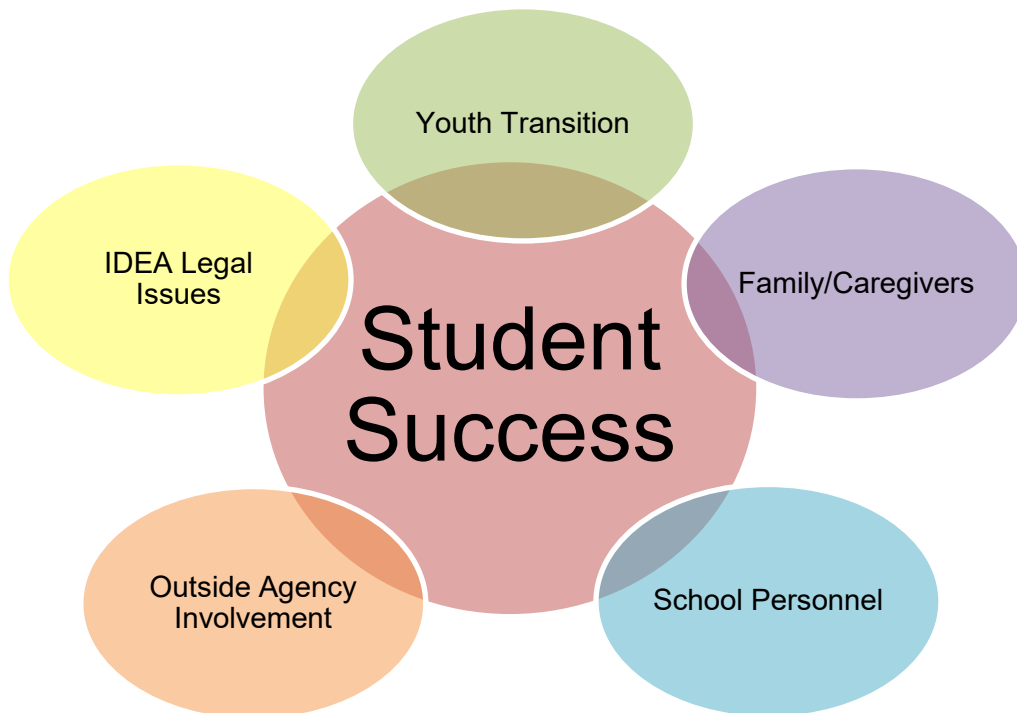 Youth Transition
IDEA Legal
Issues
Family/Caregivers
Student
Success
Outside Agency
Involvement
School Personnel